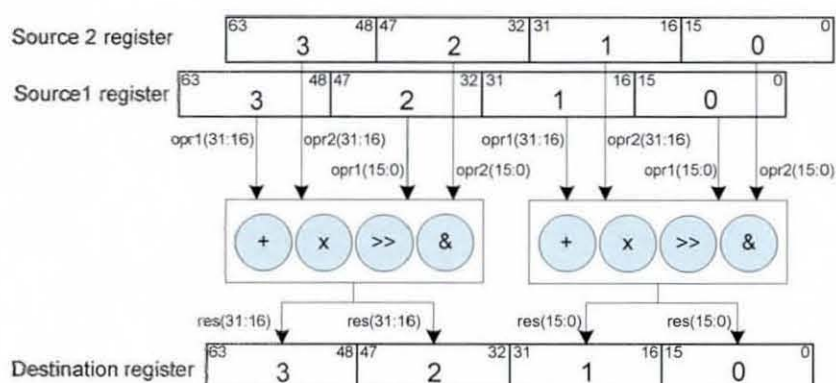 Source 2 register
63 48 47 32 31 16 15 0
3 2 1 0
Source1 register
63 48 47 32 31 16 15 0
3 2 1 0
opr1(31:16) opr2(31:16) opr1(31:16) opr2(31:16)
opr1(15:0) opr2(15:0) opr1(15:0) opr2(15:0)
+ x >> & + x >> &
res(31:16) res(31:16) res(15:0) res(15:0)
Destination register
63 48 47 32 31 16 15 0
3 2 1 0